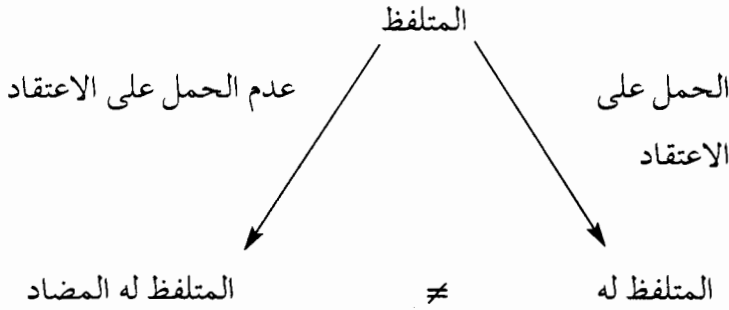 المتلفظ
الحمل على
الاعتقاد
عدم الحمل على الاعتقاد
المتلفظ له ≠ المتلفظ له المضاد